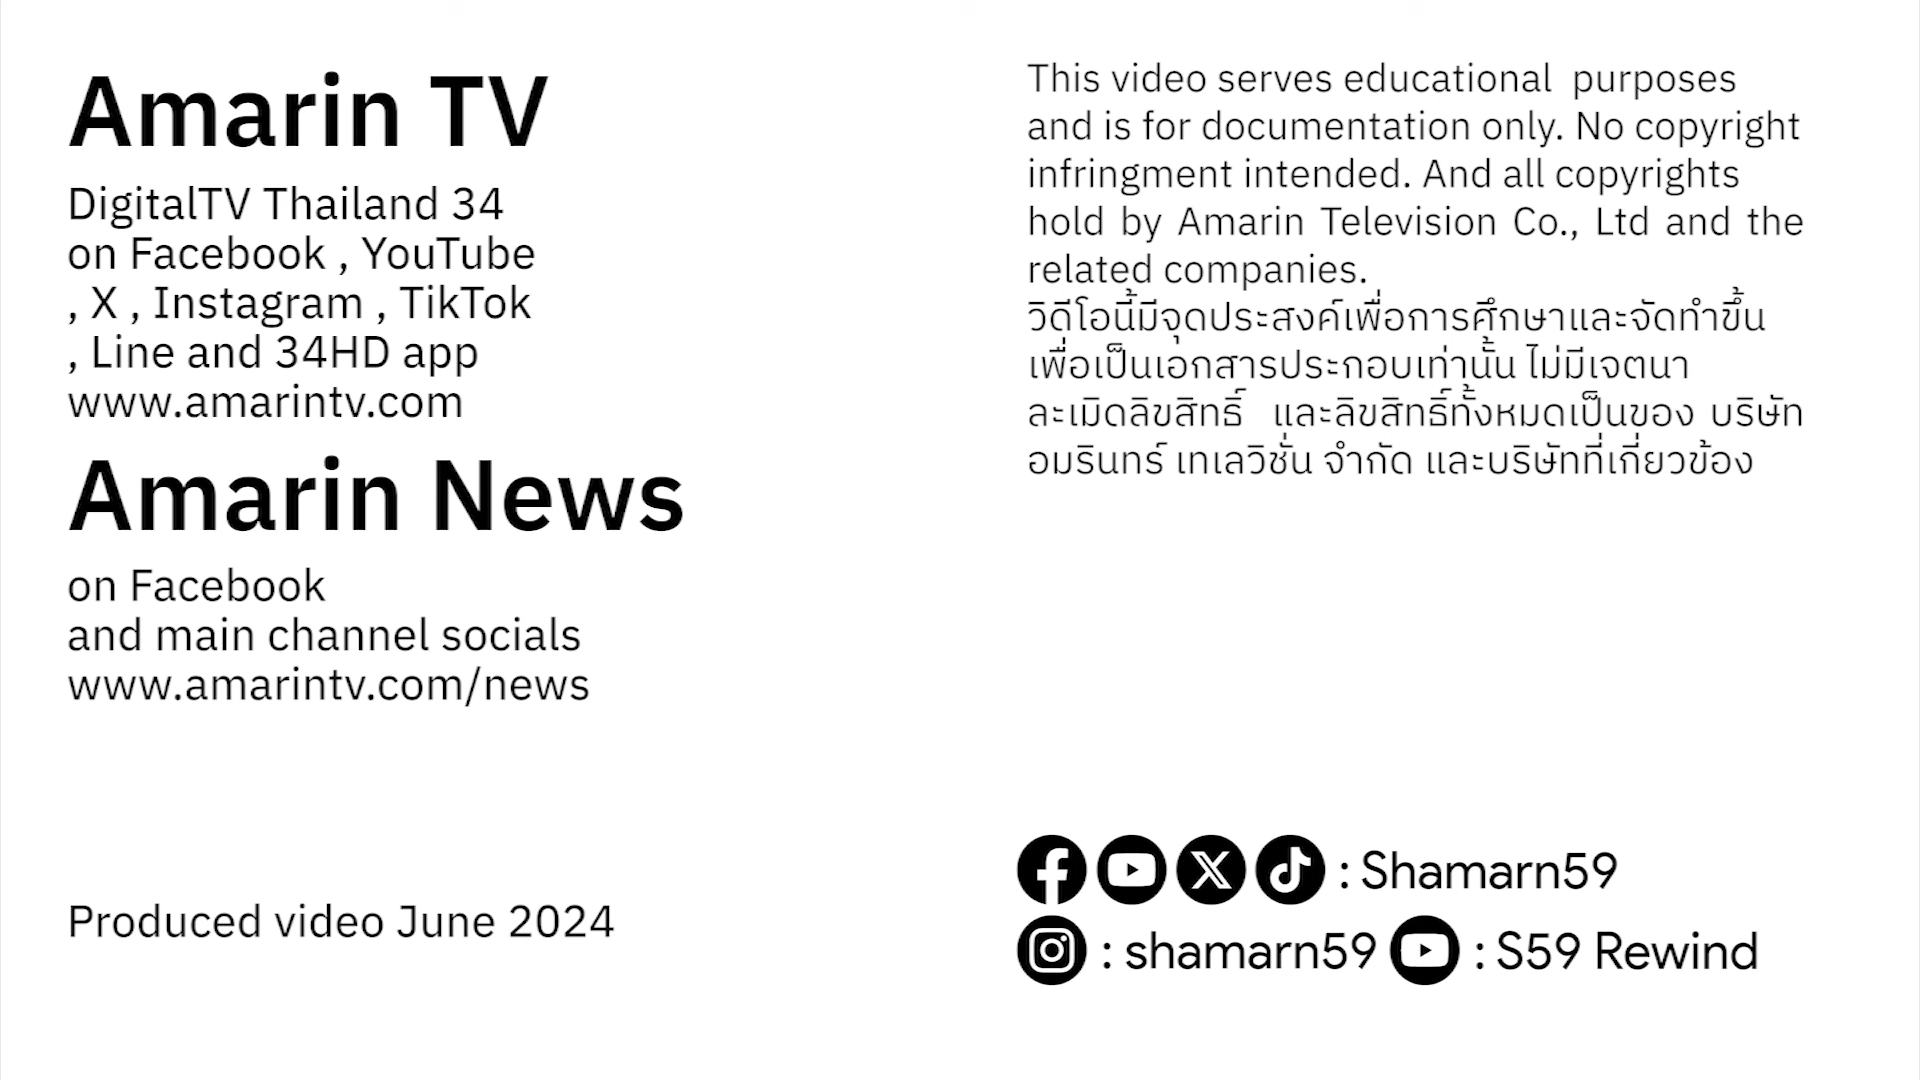 Amarin TV
DigitalTV Thailand 34
on Facebook , YouTube
, X , Instagram , TikTok
, Line and 34HD app
www.amarintv.com
Amarin News
on Facebook
and main channel socials
www.amarintv.com/news
Produced video June 2024
This video serves educational  purposes
and is for documentation only. No copyright
infringment intended. And all copyrights
hold by Amarin Television Co., Ltd and the
related companies.
วิดีโอนี้มีจุดประสงค์เพื่อการศึกษาและจัดทำขึ้น
เพื่อเป็นเอกสารประกอบเท่านั้น ไม่มีเจตนา
ละเมิดลิขสิทธิ์  และลิขสิทธิ์ทั้งหมดเป็นของ บริษัท
อมรินทร์ เทเลวิชั่น จำกัด และบริษัทที่เกี่ยวข้อง
: Shamarn59
: shamarn59 : S59 Rewind